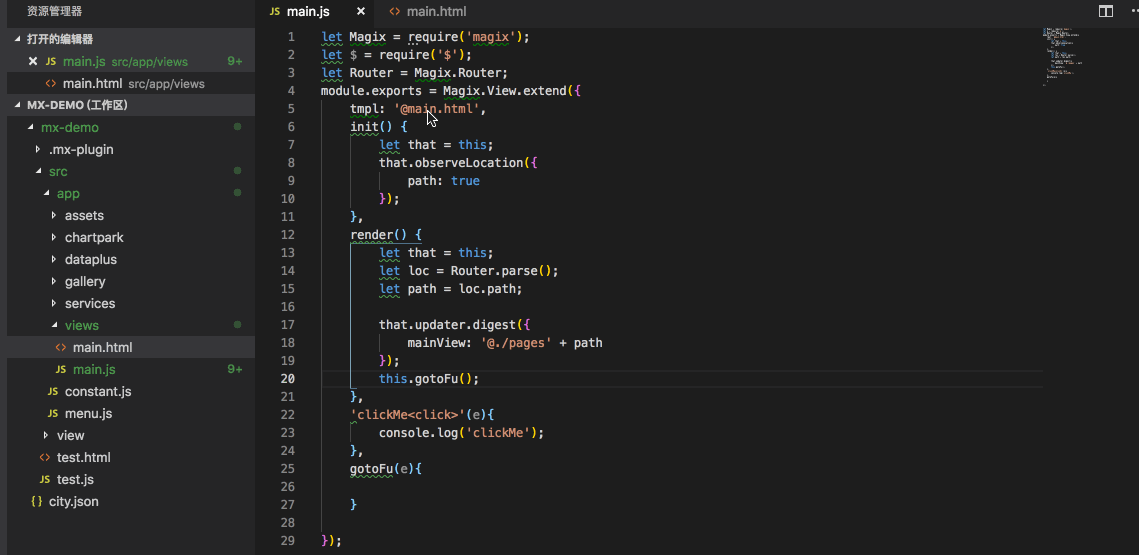 资源管理器
打开的编辑器
JS main.js src/app/views 9+
<> main.html src/app/views
MX-DEMO (工作区)
mx-demo
.mx-plugin
src
app
assets
chartpark
dataplus
gallery
services
views
<> main.html
JS main.js 9+
JS constant.js
JS menu.js
view
<> test.html
JS test.js
{} city.json
JS main.js ×
<> main.html
1 let Magix = require('magix');
2 let $ = require('$');
3 let Router = Magix.Router;
4 module.exports = Magix.View.extend({
5 tmpl: '@main.html',
6 init() {
7 let that = this;
8 that.observeLocation({
9 path: true
10 });
11 },
12 render() {
13 let that = this;
14 let loc = Router.parse();
15 let path = loc.path;
16
17 that.updater.digest({
18 mainView: '@./pages' + path
19 });
20 this.gotoFu();
21 },
22 'clickMe<click>'(e){
23 console.log('clickMe');
24 },
25 gotoFu(e){
26
27 }
28
29 });